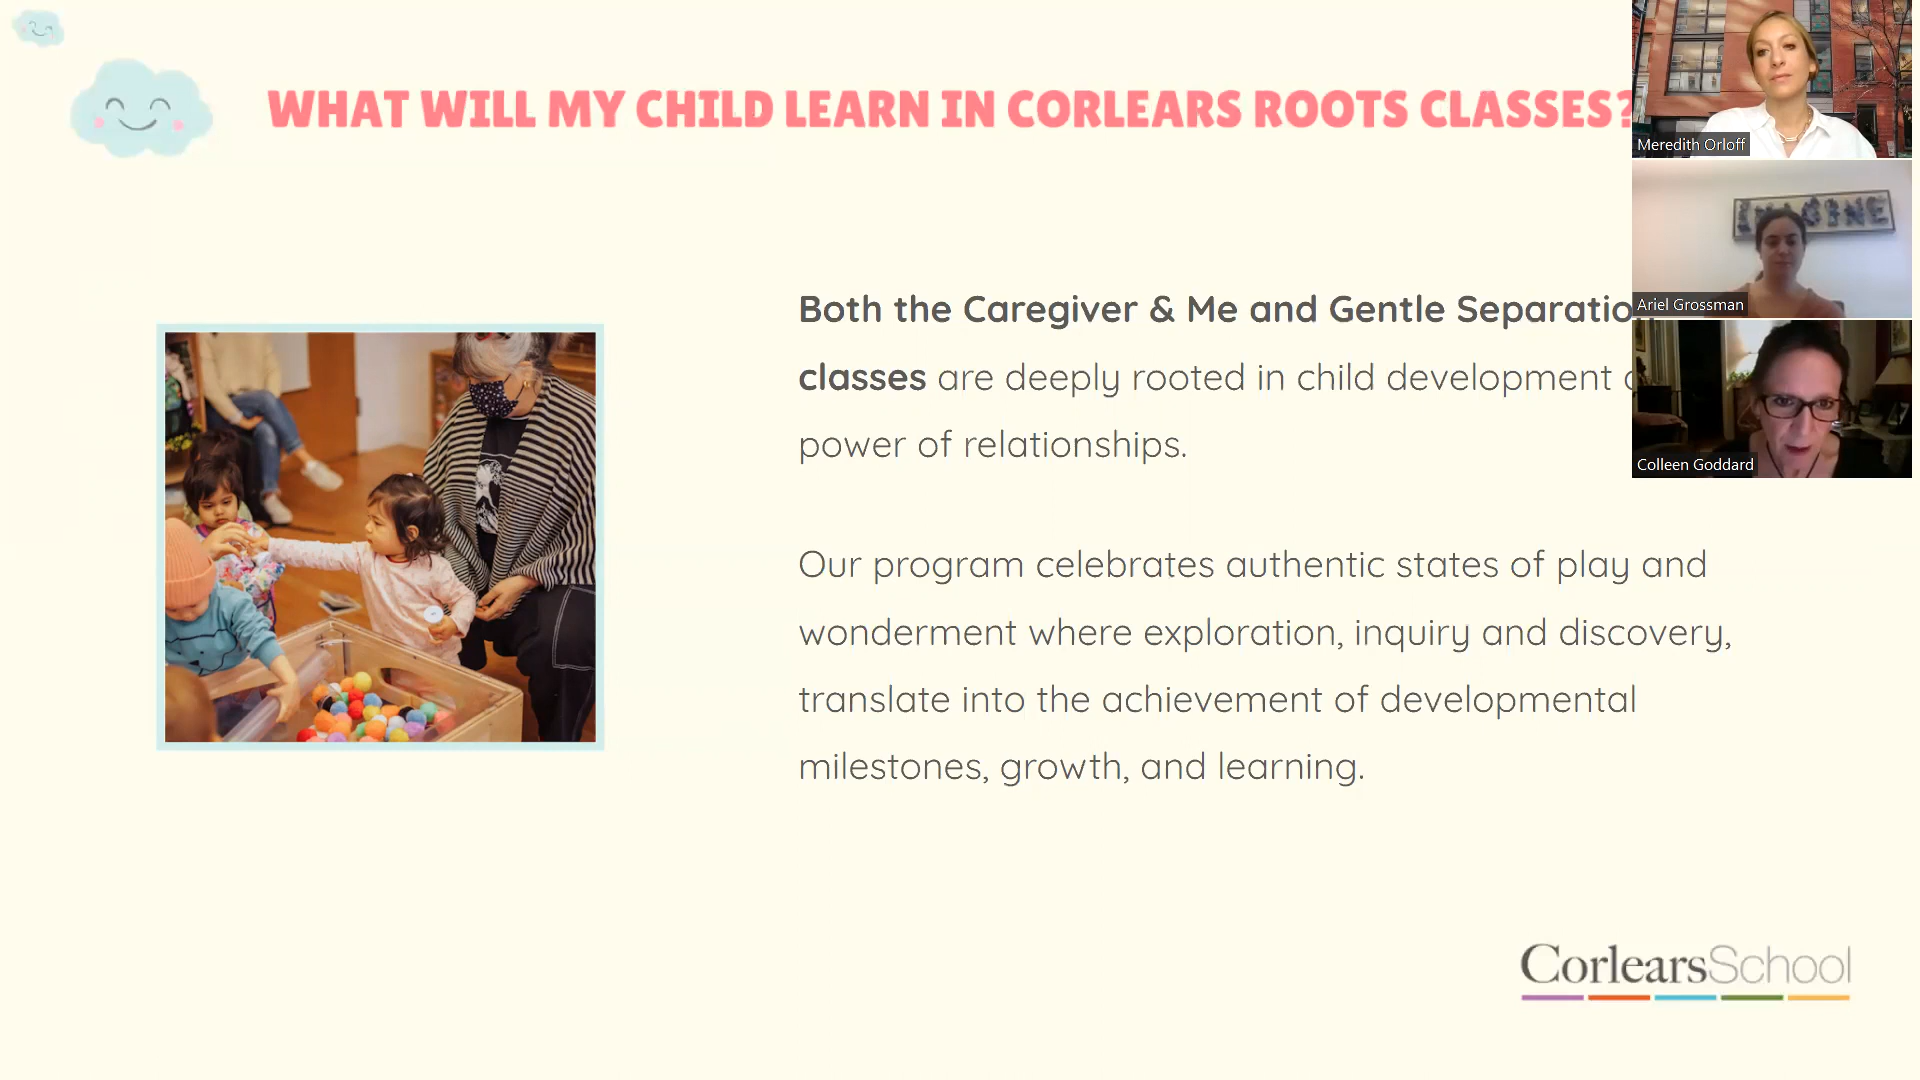 WHAT WILL MY CHILD LEARN IN CORLEARS ROOTS CLASSES?
Meredith Orloff
IMAGINE
Ariel Grossman
Colleen Goddard
Both the Caregiver & Me and Gentle
classes are deeply rooted in child development
power of relationships.
Our program celebrates authentic states of play and
wonderment where exploration, inquiry and discovery,
translate into the achievement of developmental
milestones, growth, and learning.
CorlearsSchool